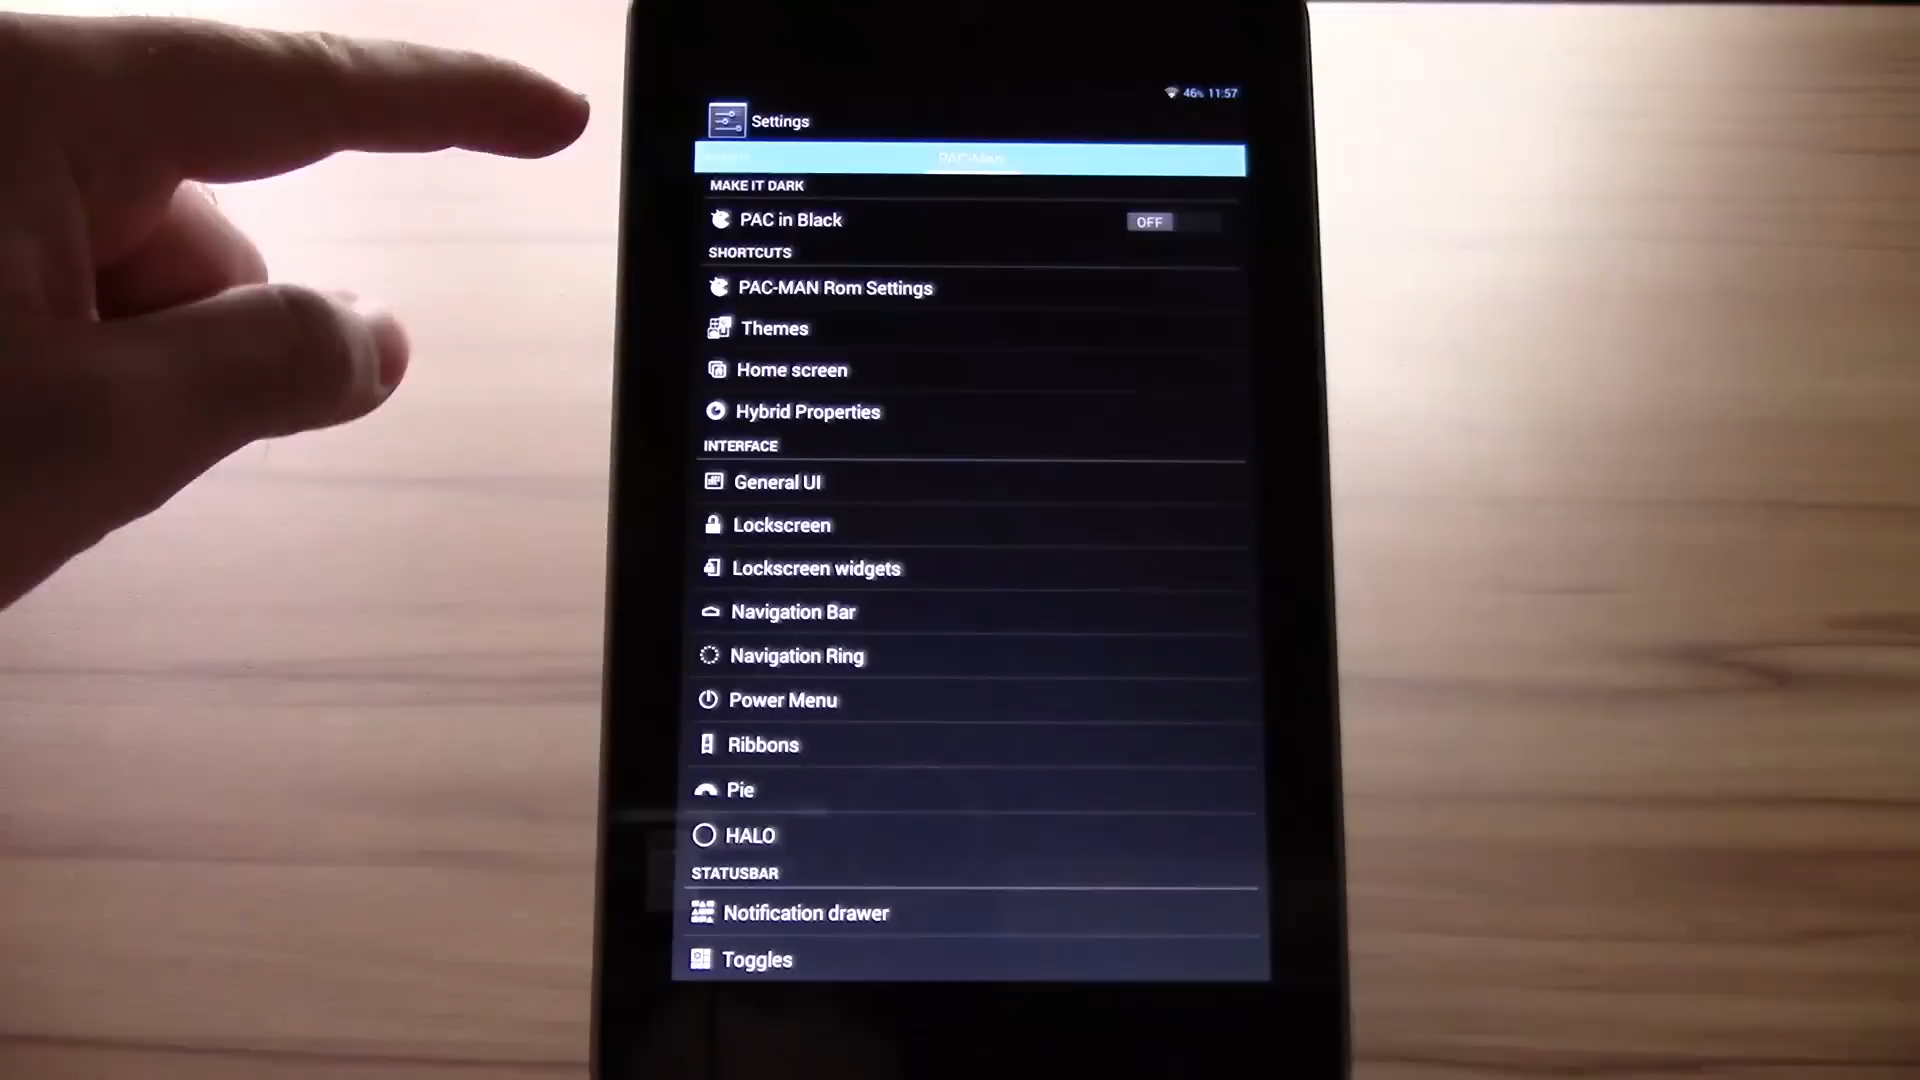 46% 11:57
Settings
PAC-Man
MAKE IT DARK
PAC in Black
OFF
SHORTCUTS
PAC-MAN Rom Settings
Themes
Home screen
Hybrid Properties
INTERFACE
General UI
Lockscreen
Lockscreen widgets
Navigation Bar
Navigation Ring
Power Menu
Ribbons
Pie
HALO
STATUSBAR
Notification drawer
Toggles